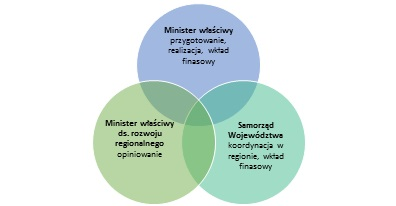 Minister właściwy
przygotowanie,
realizacja, wkład
finasowy
Minister właściwy
ds. rozwoju
regionalnego
opiniowanie
Samorząd
Województwa
koordynacja w
regionie, wkład
finasowy